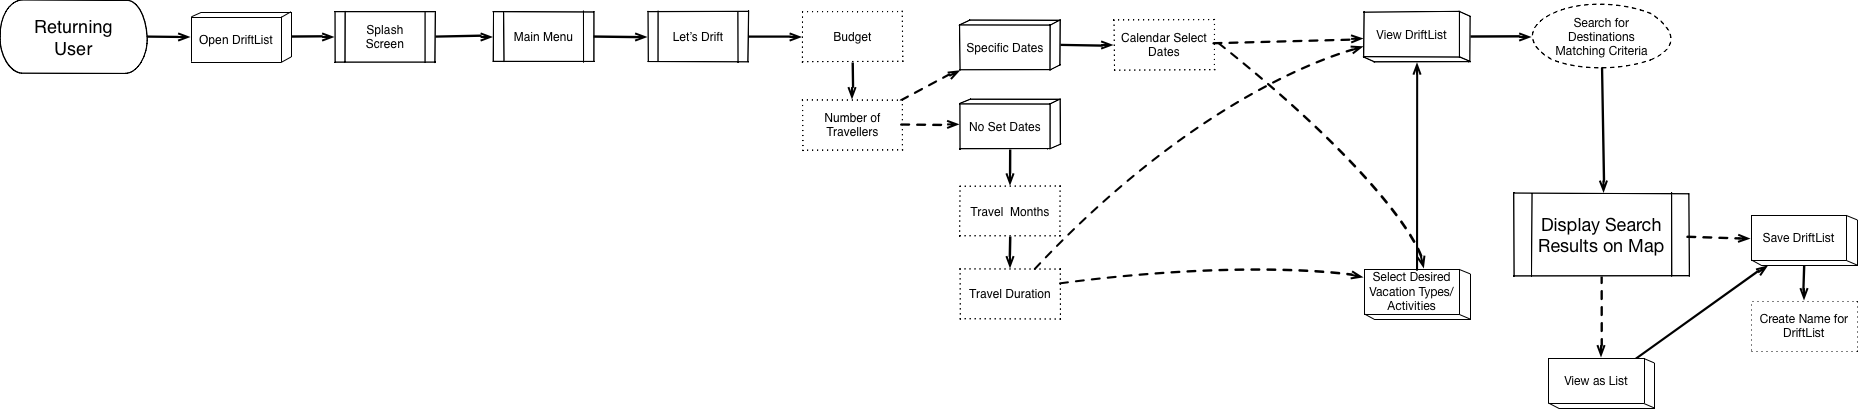 Returning
User
Open DriftList
Splash
Screen
Main Menu
Let's Drift
Budget
Number of
Travellers
Specific Dates
No Set Dates
Travel Months
Travel Duration
Calendar Select
Dates
View DriftList
Select Desired
Vacation Types/
Activities
Search for
Destinations
Matching Criteria
Display Search
Results on Map
View as List
Save DriftList
Create Name for
DriftList